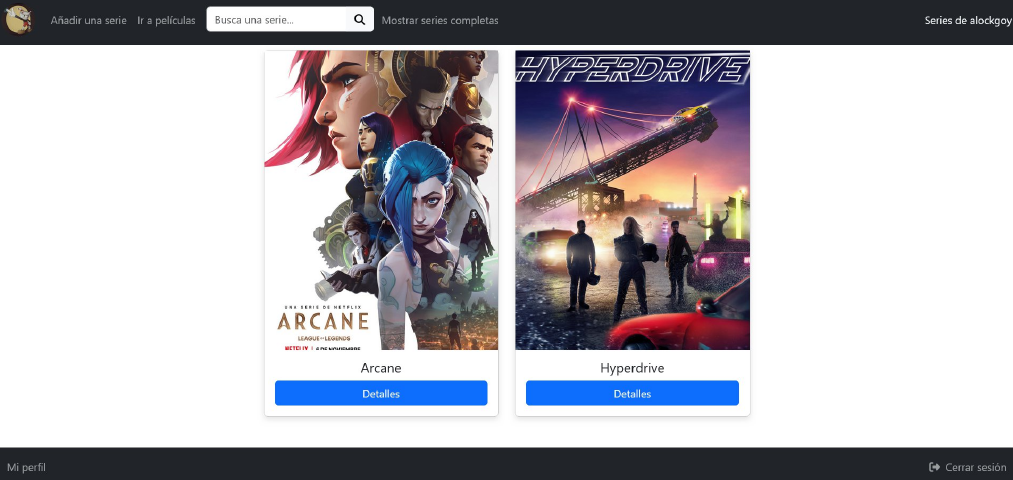 Añadir una serie
Ir a películas
Busca una serie...
Mostrar series completas
Series de alockgoy
UNA SERIE DE NETFLIX
ARCANE
LEAGUE OF LEGENDS
NETFLIX | 6 DE NOVIEMBRE
Arcane
Detalles
HYPERDRIVE
Hyperdrive
Detalles
Mi perfil
Cerrar sesión